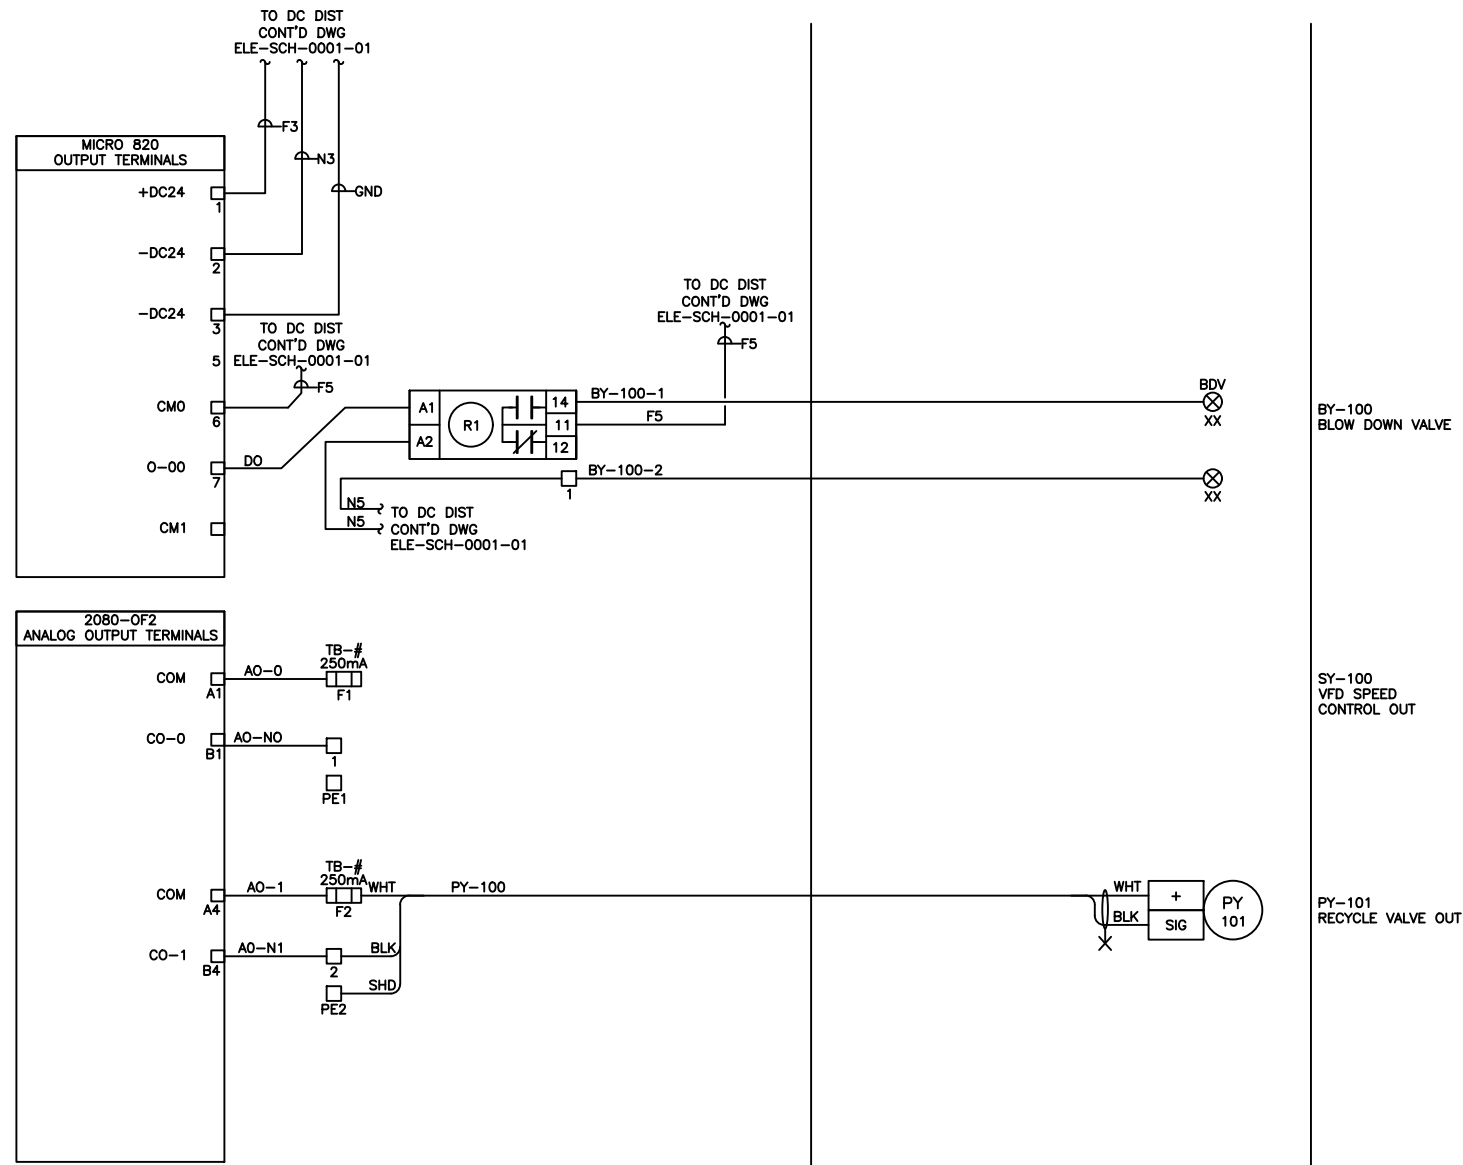 TO DC DIST
CONT'D DWG
ELE-SCH-0001-01
F3
N3
GND
MICRO 820
OUTPUT TERMINALS
+DC24
1
-DC24
2
-DC24
3
TO DC DIST
CONT'D DWG
ELE-SCH-0001-01
5
F5
CM0
6
O-00
7
DO
CM1
A1
A2
R1
14
11
12
BY-100-1
F5
TO DC DIST
CONT'D DWG
ELE-SCH-0001-01
F5
BY-100-2
1
N5
N5
TO DC DIST
CONT'D DWG
ELE-SCH-0001-01
BDV
XX
XX
BY-100
BLOW DOWN VALVE
2080-OF2
ANALOG OUTPUT TERMINALS
COM
A1
AO-0
TB-#
250mA
F1
CO-0
B1
AO-N0
1
PE1
SY-100
VFD SPEED
CONTROL OUT
COM
A4
AO-1
TB-#
250mA
F2
WHT
PY-100
CO-1
B4
AO-N1
2
BLK
SHD
PE2
WHT
BLK
+
SIG
PY
101
PY-101
RECYCLE VALVE OUT